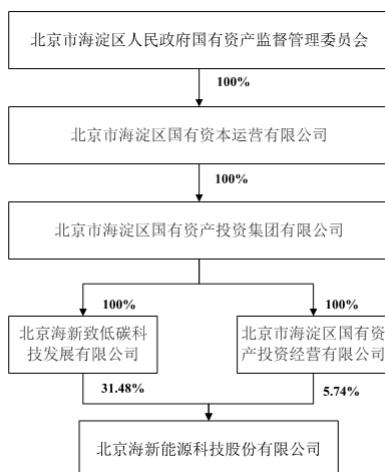 北京市海淀区人民政府国有资产监督管理委员会
100%
北京市海淀区国有资本运营有限公司
100%
北京市海淀区国有资产投资集团有限公司
100%
100%
北京海新致低碳科
技发展有限公司
北京市海淀区国有资
产投资经营有限公司
31.48%
5.74%
北京海新能源科技股份有限公司